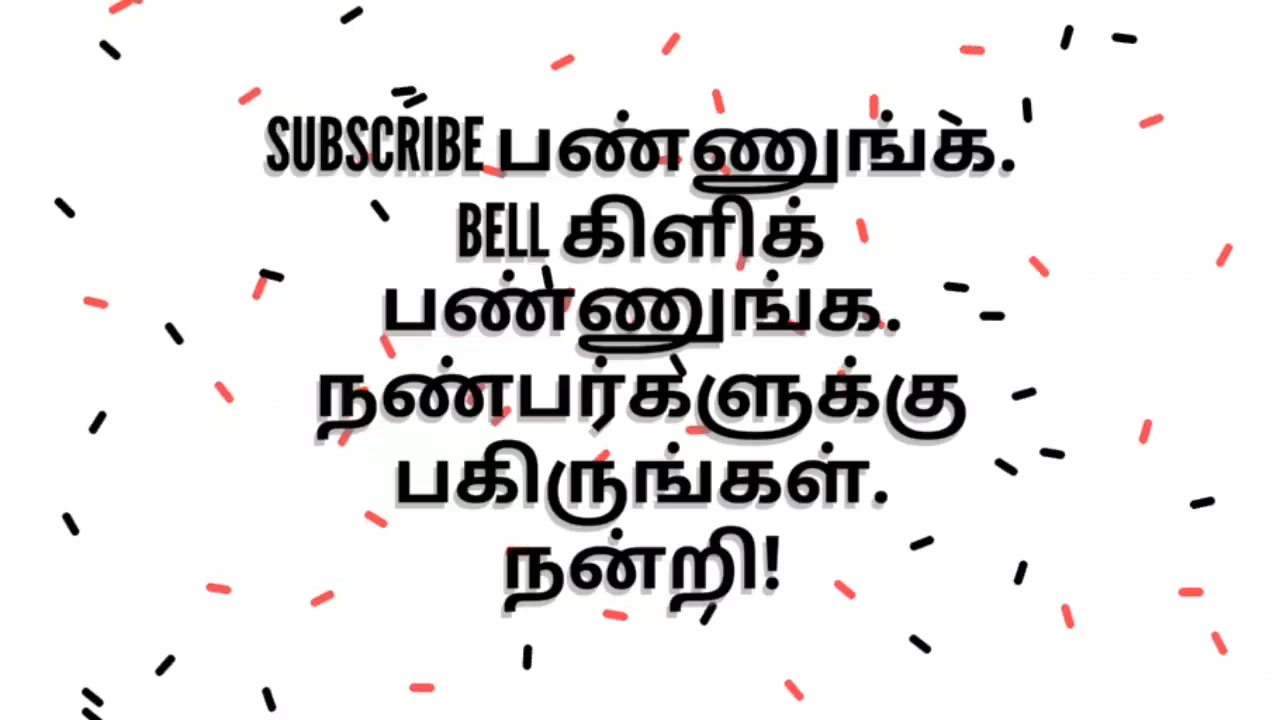 SUBSCRIBE பண்ணுங்க.
BELL கிளிக்
பண்ணுங்க.
நண்பர்களுக்கு
பகிருங்கள்.
நன்றி!